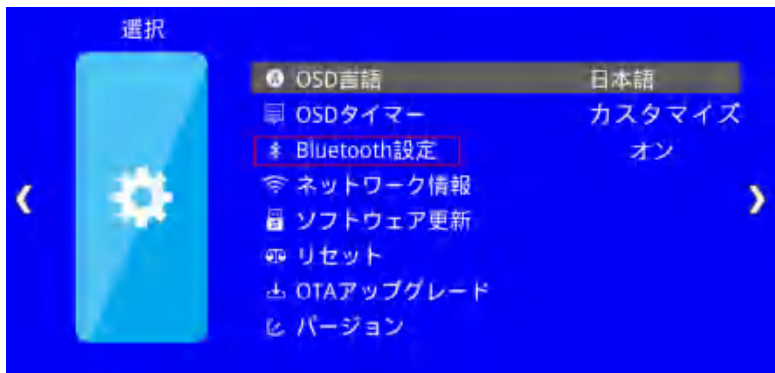 選択
OSD言語 日本語
OSDタイマー カスタマイズ
Bluetooth設定 オン
ネットワーク情報
ソフトウェア更新
リセット
OTAアップグレード
バージョン